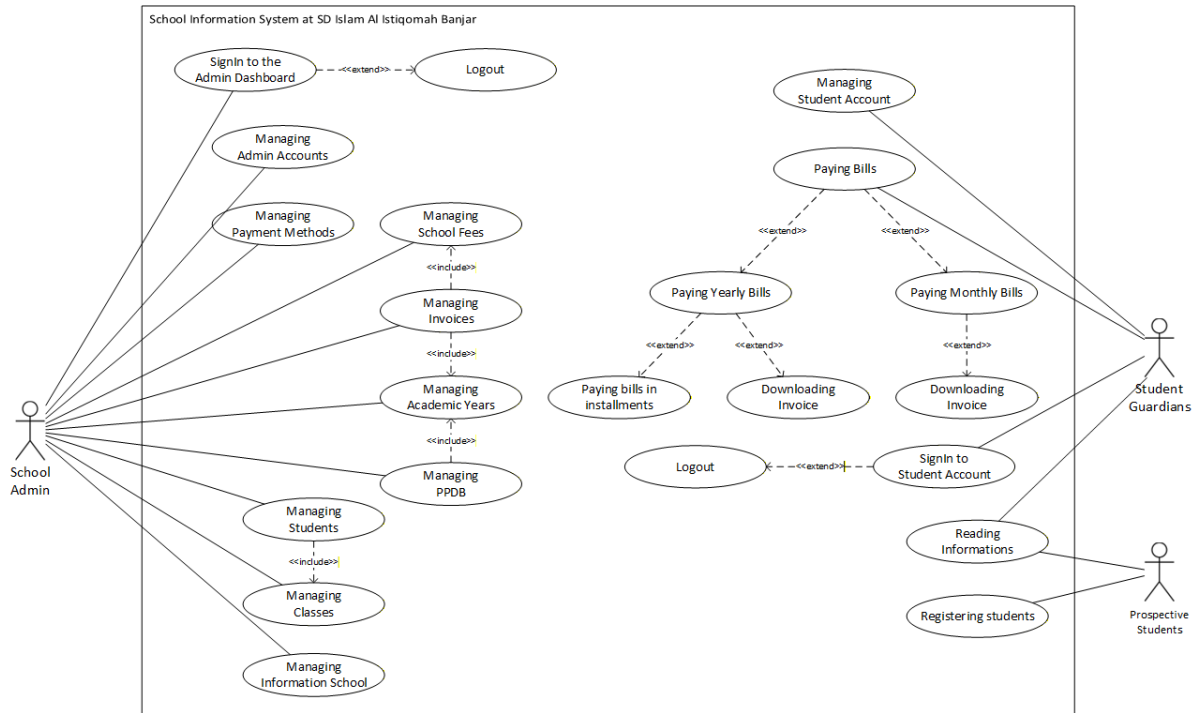 School Information System at SD Islam Al Istiqomah Banjar
SignIn to the
Admin Dashboard
<<extend>>
Logout
Managing
Student Account
Managing
Admin Accounts
Paying Bills
Managing
Payment Methods
Managing
School Fees
<<extend>>
<<extend>>
<<include>>
Managing
Invoices
Paying Yearly Bills
Paying Monthly Bills
<<include>>
<<extend>>
<<extend>>
<<extend>>
Managing
Academic Years
Paying bills in
installments
Downloading
Invoice
Downloading
Invoice
Student
Guardians
<<include>>
School
Admin
Managing
PPDB
Logout
<<extend>>
SignIn to
Student Account
Managing
Students
Reading
Informations
<<include>>
Managing
Classes
Registering students
Prospective
Students
Managing
Information School